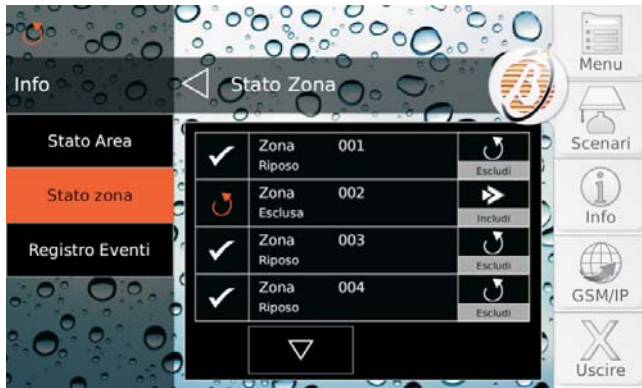 Info
Stato Zona
Stato Area
Stato zona
Registro Eventi
Zona 001
Riposo
Escludi
Zona 002
Esclusa
Includi
Zona 003
Riposo
Escludi
Zona 004
Riposo
Escludi
Menu
Scenari
Info
GSM/IP
Uscire